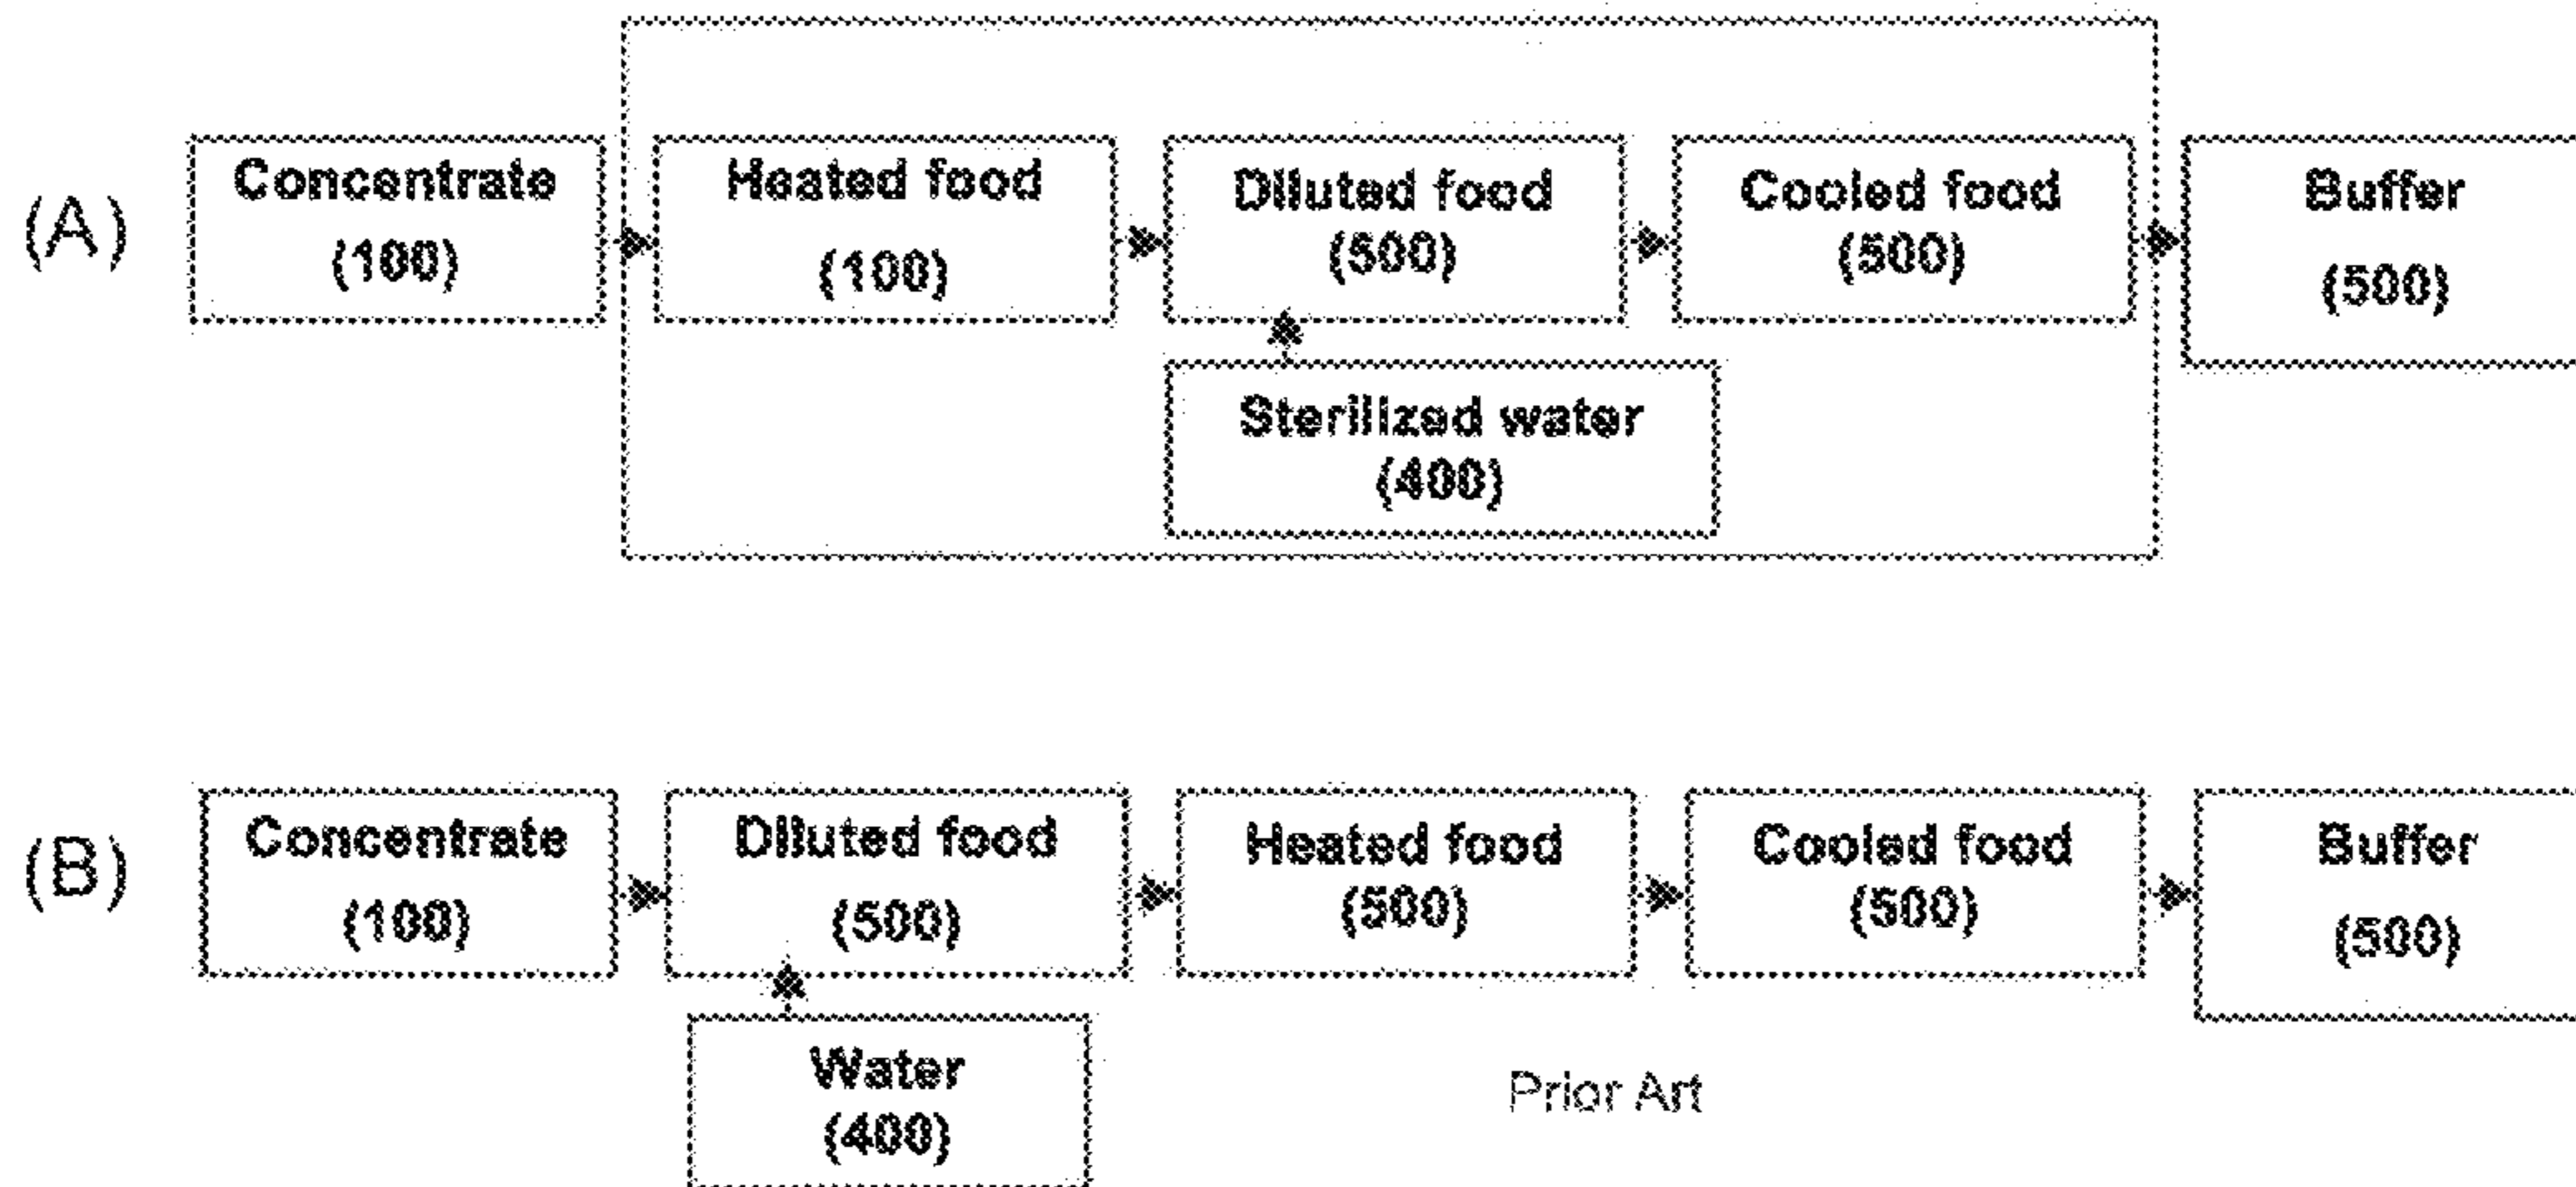 (A)
Concentrate
(100)
Heated food
(100)
Diluted food
(500)
Cooled food
(500)
Buffer
(500)
Sterilized water
(400)
(B)
Concentrate
(100)
Diluted food
(500)
Heated food
(500)
Cooled food
(500)
Buffer
(500)
Water
(400)
Prior Art